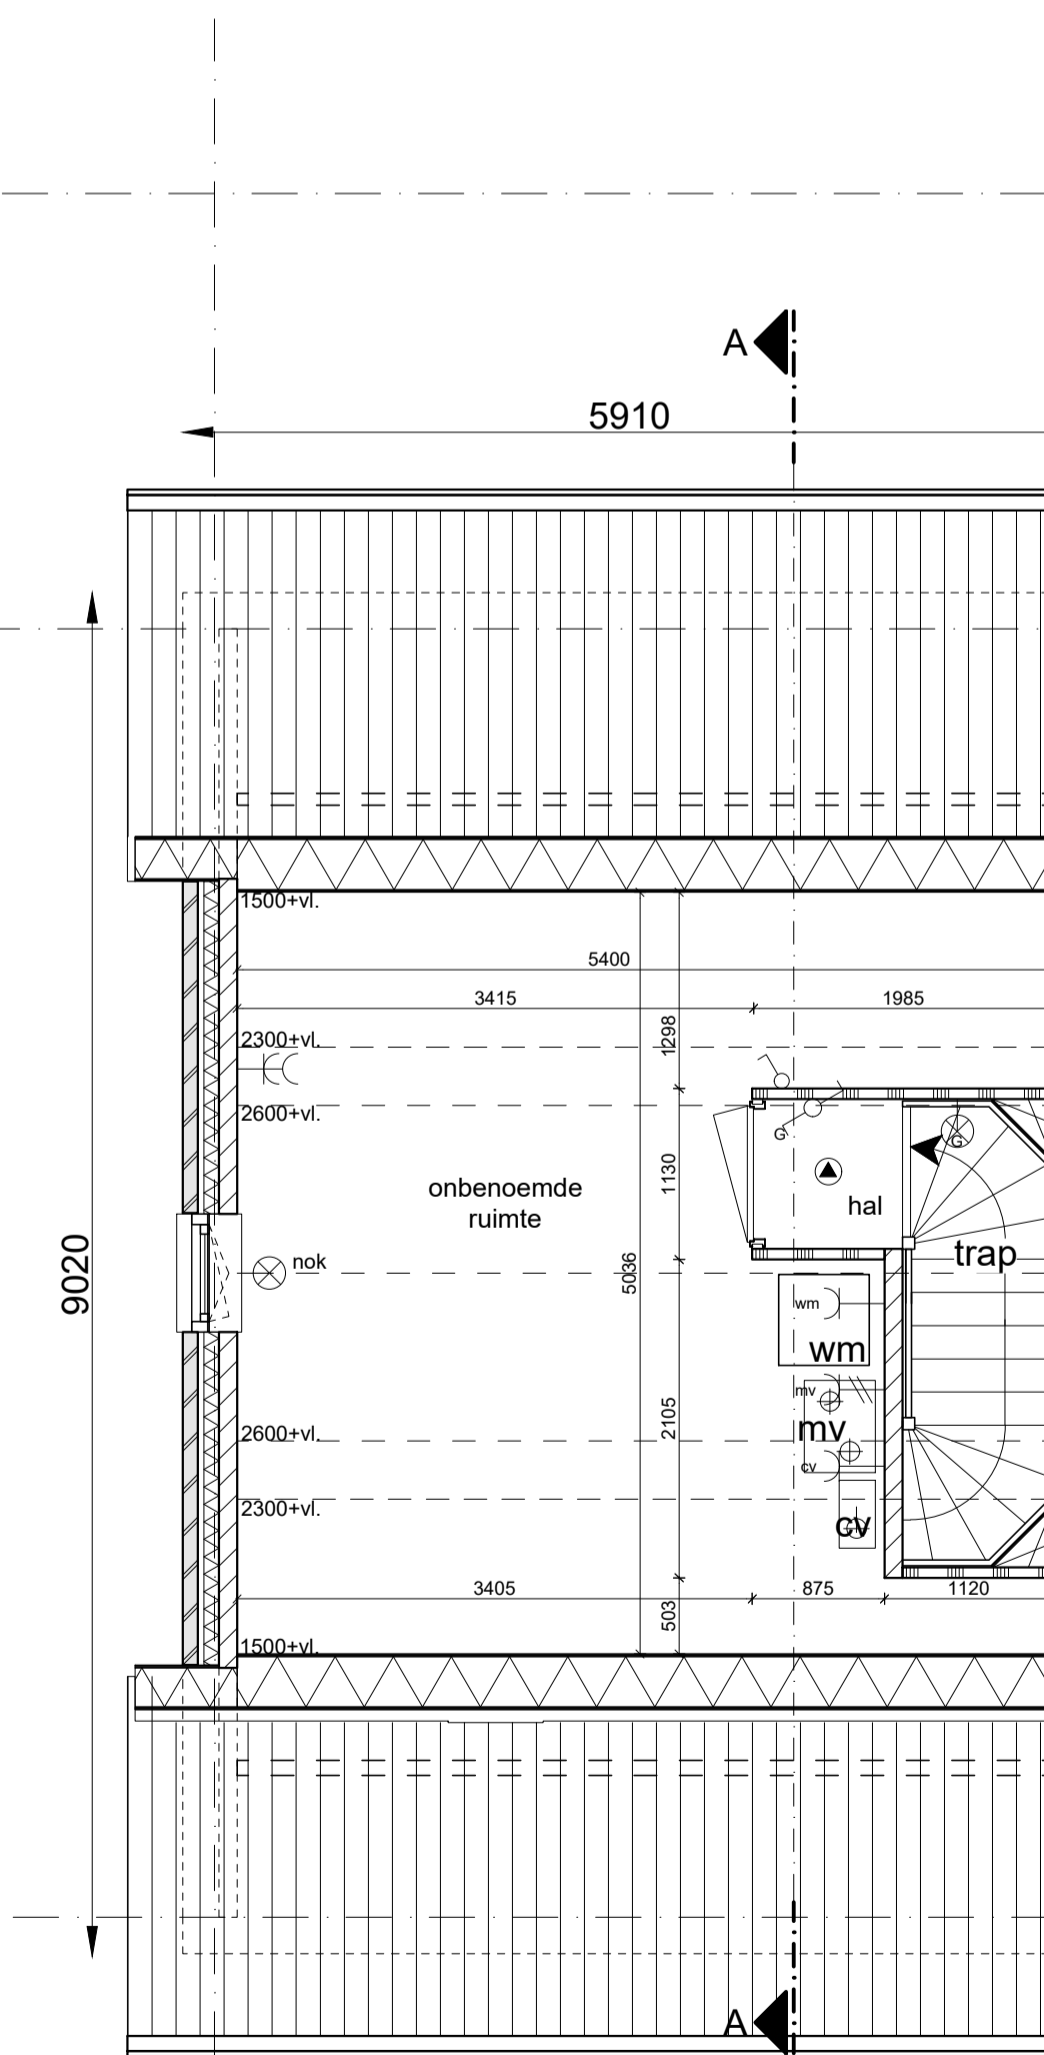 A
5910
1500+vl.
5400
3415
1985
2300+vl.
1298
2600+vl.
G
G
onbenoemde
ruimte
1130
hal
trap
9020
nok
5036
wm
wm
mv
mv
2600+vl.
2105
cv
2300+vl.
cv
3405
875
1120
503
1500+vl.
A